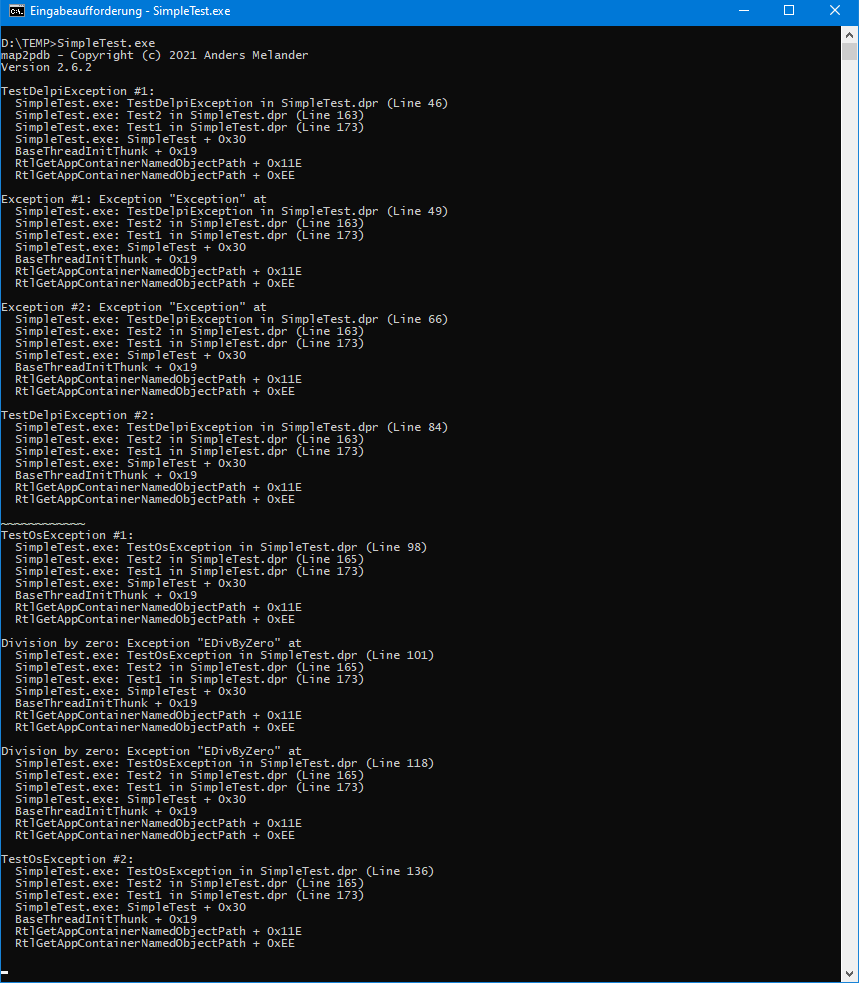 Eingabeaufforderung - SimpleTest.exe
D:\TEMP>SimpleTest.exe
map2pdb - Copyright (c) 2021 Anders Melander
Version 2.6.2
TestDelpiException #1:
SimpleTest.exe: TestDelpiException in SimpleTest.dpr (Line 46)
SimpleTest.exe: Test2 in SimpleTest.dpr (Line 163)
SimpleTest.exe: Test1 in SimpleTest.dpr (Line 173)
SimpleTest.exe: SimpleTest + 0x30
BaseThreadInitThunk + 0x19
RtlGetAppContainerNamedObjectPath + 0x11E
RtlGetAppContainerNamedObjectPath + 0xEE
Exception #1: Exception "Exception" at
SimpleTest.exe: TestDelpiException in SimpleTest.dpr (Line 49)
SimpleTest.exe: Test2 in SimpleTest.dpr (Line 163)
SimpleTest.exe: Test1 in SimpleTest.dpr (Line 173)
SimpleTest.exe: SimpleTest + 0x30
BaseThreadInitThunk + 0x19
RtlGetAppContainerNamedObjectPath + 0x11E
RtlGetAppContainerNamedObjectPath + 0xEE
Exception #2: Exception "Exception" at
SimpleTest.exe: TestDelpiException in SimpleTest.dpr (Line 66)
SimpleTest.exe: Test2 in SimpleTest.dpr (Line 163)
SimpleTest.exe: Test1 in SimpleTest.dpr (Line 173)
SimpleTest.exe: SimpleTest + 0x30
BaseThreadInitThunk + 0x19
RtlGetAppContainerNamedObjectPath + 0x11E
RtlGetAppContainerNamedObjectPath + 0xEE
TestDelpiException #2:
SimpleTest.exe: TestDelpiException in SimpleTest.dpr (Line 84)
SimpleTest.exe: Test2 in SimpleTest.dpr (Line 163)
SimpleTest.exe: Test1 in SimpleTest.dpr (Line 173)
SimpleTest.exe: SimpleTest + 0x30
BaseThreadInitThunk + 0x19
RtlGetAppContainerNamedObjectPath + 0x11E
RtlGetAppContainerNamedObjectPath + 0xEE
~~~~~~~~~~~~
TestOsException #1:
SimpleTest.exe: TestOsException in SimpleTest.dpr (Line 98)
SimpleTest.exe: Test2 in SimpleTest.dpr (Line 165)
SimpleTest.exe: Test1 in SimpleTest.dpr (Line 173)
SimpleTest.exe: SimpleTest + 0x30
BaseThreadInitThunk + 0x19
RtlGetAppContainerNamedObjectPath + 0x11E
RtlGetAppContainerNamedObjectPath + 0xEE
Division by zero: Exception "EDivByZero" at
SimpleTest.exe: TestOsException in SimpleTest.dpr (Line 101)
SimpleTest.exe: Test2 in SimpleTest.dpr (Line 165)
SimpleTest.exe: Test1 in SimpleTest.dpr (Line 173)
SimpleTest.exe: SimpleTest + 0x30
BaseThreadInitThunk + 0x19
RtlGetAppContainerNamedObjectPath + 0x11E
RtlGetAppContainerNamedObjectPath + 0xEE
Division by zero: Exception "EDivByZero" at
SimpleTest.exe: TestOsException in SimpleTest.dpr (Line 118)
SimpleTest.exe: Test2 in SimpleTest.dpr (Line 165)
SimpleTest.exe: Test1 in SimpleTest.dpr (Line 173)
SimpleTest.exe: SimpleTest + 0x30
BaseThreadInitThunk + 0x19
RtlGetAppContainerNamedObjectPath + 0x11E
RtlGetAppContainerNamedObjectPath + 0xEE
TestOsException #2:
SimpleTest.exe: TestOsException in SimpleTest.dpr (Line 136)
SimpleTest.exe: Test2 in SimpleTest.dpr (Line 165)
SimpleTest.exe: Test1 in SimpleTest.dpr (Line 173)
SimpleTest.exe: SimpleTest + 0x30
BaseThreadInitThunk + 0x19
RtlGetAppContainerNamedObjectPath + 0x11E
RtlGetAppContainerNamedObjectPath + 0xEE